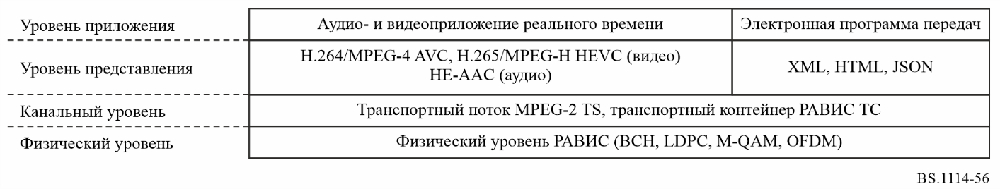 Уровень приложения
Аудио- и видеоприложение реального времени
Электронная программа передач
Уровень представления
H.264/MPEG-4 AVC, H.265/MPEG-H HEVC (видео)
HE-AAC (аудио)
XML, HTML, JSON
Канальный уровень
Транспортный поток MPEG-2 TS, транспортный контейнер РАВИС ТС
Физический уровень
Физический уровень РАВИС (BCH, LDPC, M-QAM, OFDM)
BS.1114-56